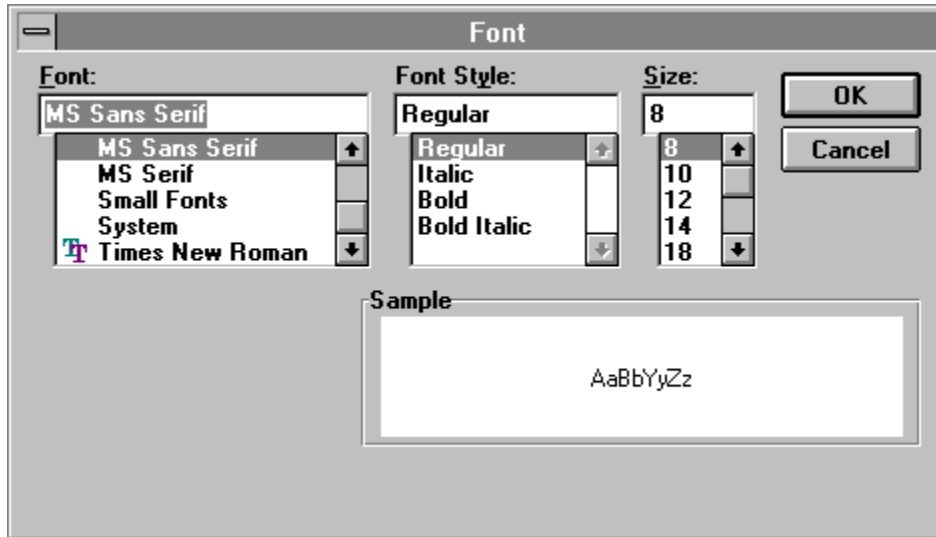 Font
Font:
MS Sans Serif
MS Sans Serif
MS Serif
Small Fonts
System
Times New Roman
Font Style:
Regular
Regular
Italic
Bold
Bold Italic
Size:
8
8
10
12
14
18
OK
Cancel
Sample
AaBbYyZz